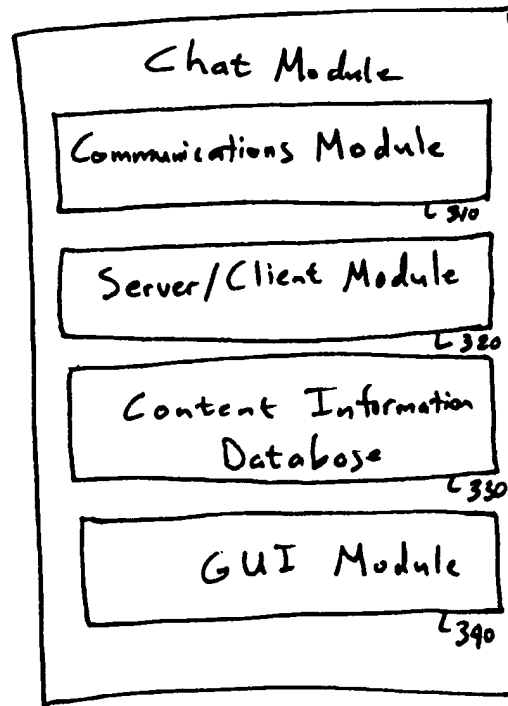 Chat Module
Communications Module
310
Server/Client Module
320
Content Information
Database
330
GUI Module
340